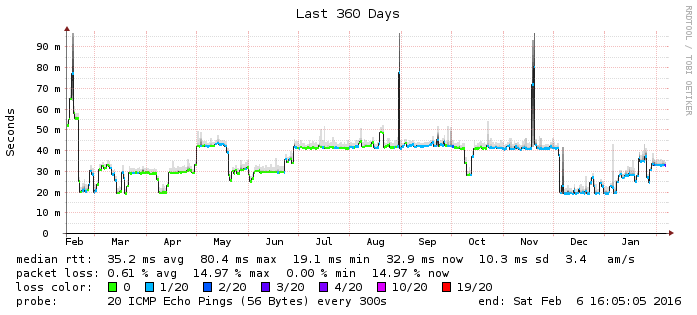 Last 360 Days
RRDTOOL / TOBI OETIKER
Seconds
90 m
80 m
70 m
60 m
50 m
40 m
30 m
20 m
10 m
0
Feb Mar Apr May Jun Jul Aug Sep Oct Nov Dec Jan
median rtt: 35.2 ms avg 80.4 ms max 19.1 ms min 32.9 ms now 10.3 ms sd 3.4 am/s
packet loss: 0.61 % avg 14.97 % max 0.00 % min 14.97 % now
loss color: 0 1/20 2/20 3/20 4/20 10/20 19/20
probe: 20 ICMP Echo Pings (56 Bytes) every 300s end: Sat Feb 6 16:05:05 2016